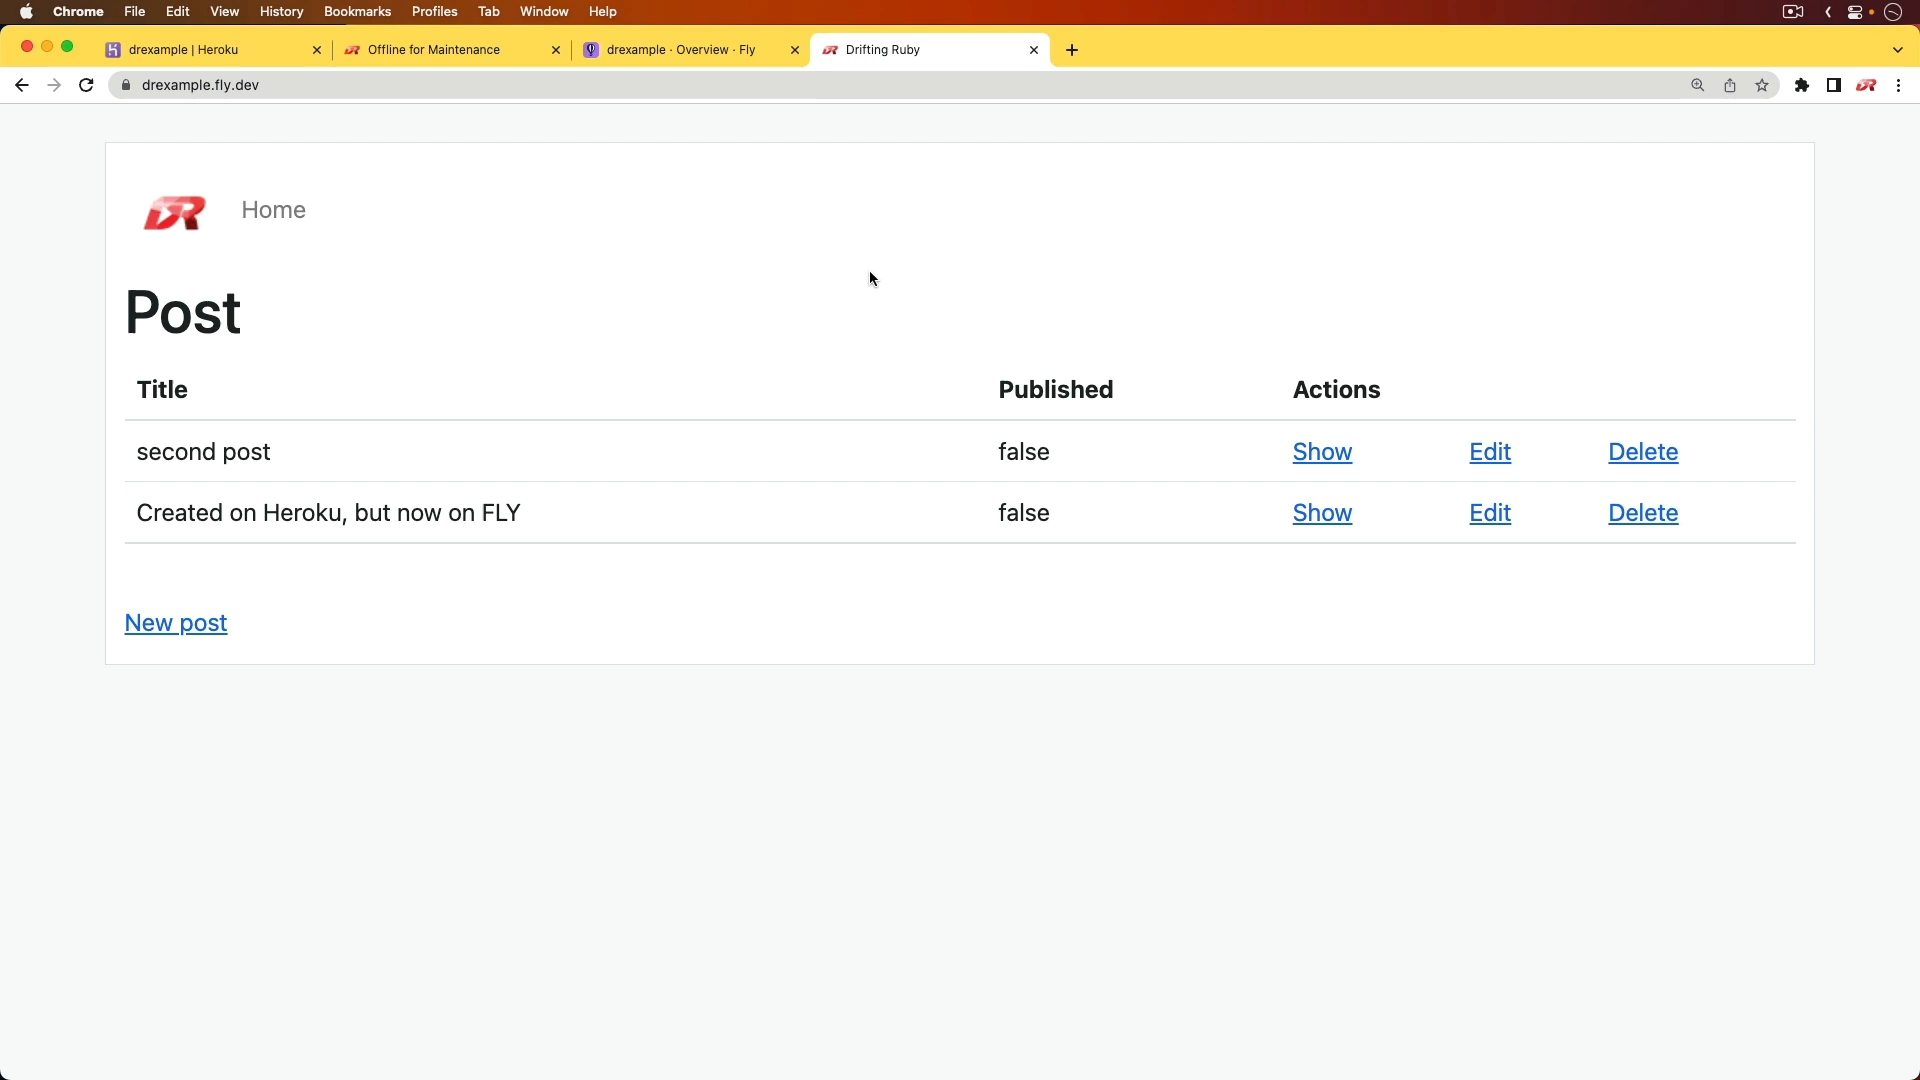 Chrome File Edit View History Bookmarks Profiles Tab Window Help
drexample | Heroku
Offline for Maintenance
drexample · Overview · Fly
Drifting Ruby
drexample.fly.dev
DR Home
Post
Title Published Actions
second post false Show Edit Delete
Created on Heroku, but now on FLY false Show Edit Delete
New post